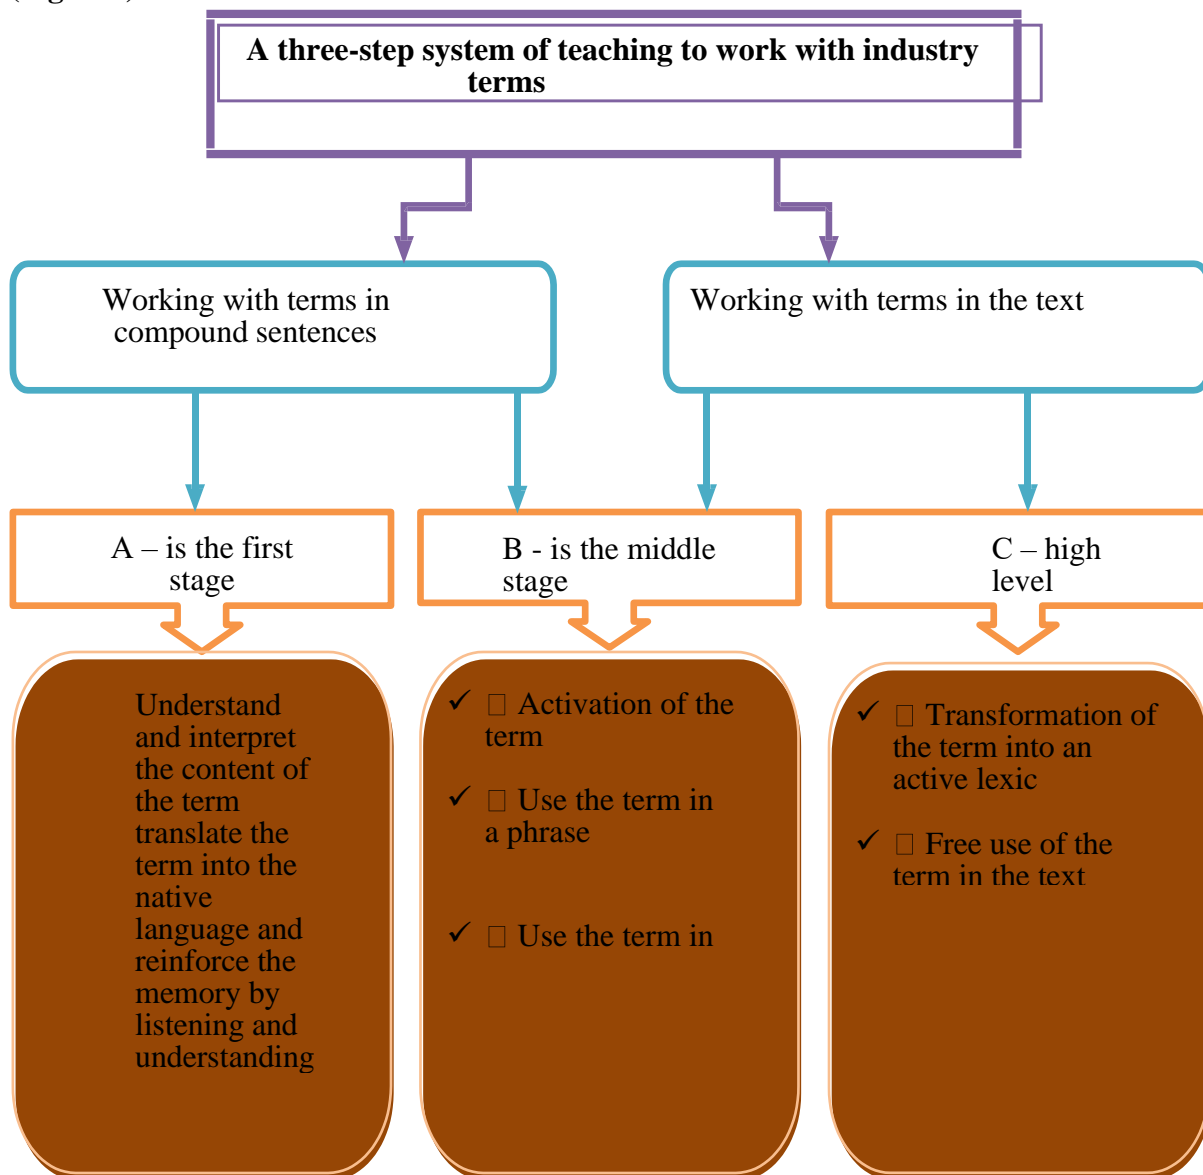 A three-step system of teaching to work with industry
terms
Working with terms in
compound sentences
Working with terms in the text
A – is the first
stage
B - is the middle
stage
C – high
level
Understand
and interpret
the content of
the term
translate the
term into the
native
language and
reinforce the
memory by
listening and
understanding
✓ □ Activation of the
term
✓ □ Use the term in
a phrase
✓ □ Use the term in
✓ □ Transformation of
the term into an
active lexic
✓ □ Free use of the
term in the text